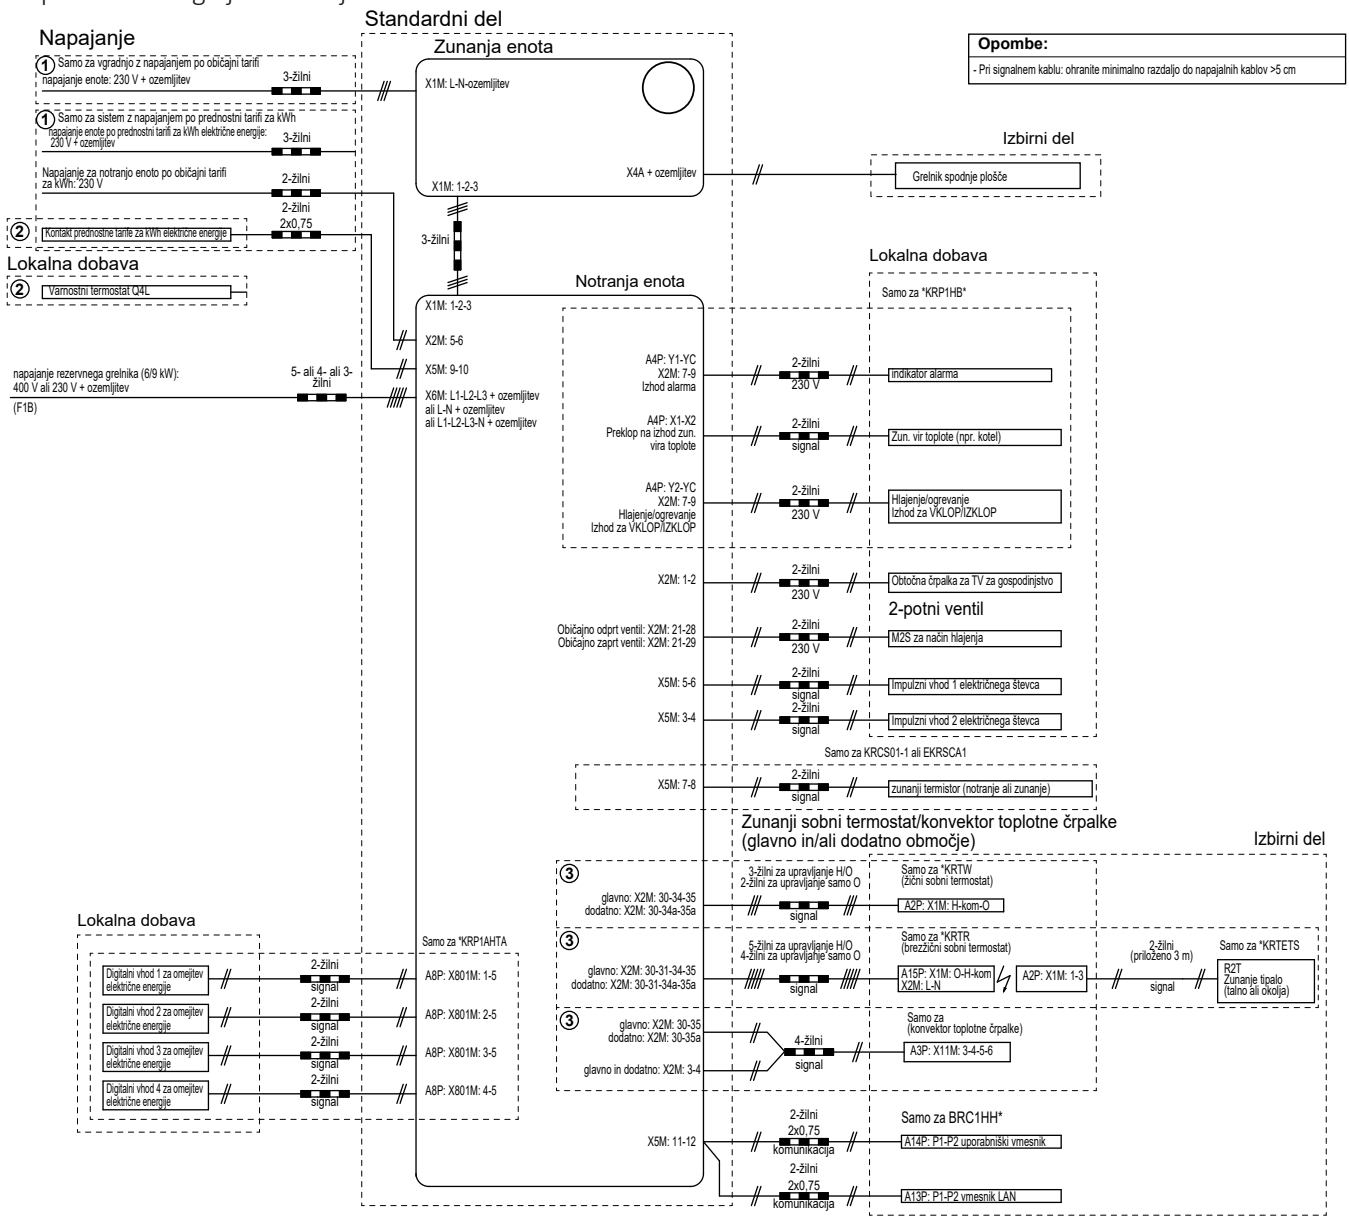 Standardni del
Napajanje
Zunanja enota
Opombe:
- Pri signalnem kablu: ohranite minimalno razdaljo do napajalnih kablov >5 cm
1 Samo za vgradnjo z napajanjem po običajni tarifi
napajanje enote: 230 V + ozemljitev
3-žilni
X1M: L-N-ozemljitev
1 Samo za sistem z napajanjem po prednostni tarifi za kWh
napajanje enote po prednostni tarifi za kWh električne energije:
230 V + ozemljitev
3-žilni
Izbirni del
Napajanje za notranjo enoto po običajni tarifi
za kWh: 230 V
2-žilni
X4A + ozemljitev
Grelnik spodnje plošče
X1M: 1-2-3
2-žilni
2x0,75
2 Kontakt prednostne tarife za kWh električne energije
3-žilni
Lokalna dobava
2 Varnostni termostat Q4L
Lokalna dobava
Notranja enota
Samo za *KRP1HB*
X1M: 1-2-3
X2M: 5-6
X5M: 9-10
napajanje rezervnega grelnika (6/9 kW):
400 V ali 230 V + ozemljitev
(F1B)
5- ali 4- ali 3-
žilni
X6M: L1-L2-L3 + ozemljitev
ali L-N + ozemljitev
ali L1-L2-L3-N + ozemljitev
A4P: Y1-YC
X2M: 7-9
Izhod alarma
2-žilni
230 V
indikator alarma
A4P: X1-X2
Preklop na izhod zun.
vira toplote
2-žilni
signal
Zun. vir toplote (npr. kotel)
A4P: Y2-YC
X2M: 7-9
Hlajenje/ogrevanje
Izhod za VKLOP/IZKLOP
2-žilni
230 V
Hlajenje/ogrevanje
Izhod za VKLOP/IZKLOP
X2M: 1-2
2-žilni
230 V
Obtočna črpalka za TV za gospodinjstvo
2-potni ventil
Običajno odprt ventil: X2M: 21-28
Običajno zaprt ventil: X2M: 21-29
2-žilni
230 V
M2S za način hlajenja
X5M: 5-6
2-žilni
signal
Impulzni vhod 1 električnega števca
X5M: 3-4
2-žilni
signal
Impulzni vhod 2 električnega števca
Samo za KRCS01-1 ali EKRSCA1
X5M: 7-8
2-žilni
signal
zunanji termistor (notranje ali zunanje)
Zunanji sobni termostat/konvektor toplotne črpalke
(glavno in/ali dodatno območje)
Izbirni del
3
3-žilni za upravljanje H/O
2-žilni za upravljanje samo O
Samo za *KRTW
(žični sobni termostat)
glavno: X2M: 30-34-35
dodatno: X2M: 30-34a-35a
signal
A2P: X1M: H-kom-O
3
5-žilni za upravljanje H/O
4-žilni za upravljanje samo O
Samo za *KRTR
(brezžični sobni termostat)
2-žilni
(priloženo 3 m)
Samo za *KRTETS
glavno: X2M: 30-31-34-35
dodatno: X2M: 30-31-34a-35a
signal
A15P: X1M: O-H-kom
X2M: L-N
A2P: X1M: 1-3
signal
R2T
Zunanje tipalo
(talno ali okolja)
3
glavno: X2M: 30-35
dodatno: X2M: 30-35a
glavno in dodatno: X2M: 3-4
4-žilni
signal
Samo za
(konvektor toplotne črpalke)
A3P: X11M: 3-4-5-6
Lokalna dobava
Samo za *KRP1AHTA
Digitalni vhod 1 za omejitev
električne energije
2-žilni
signal
A8P: X801M: 1-5
Digitalni vhod 2 za omejitev
električne energije
2-žilni
signal
A8P: X801M: 2-5
Digitalni vhod 3 za omejitev
električne energije
2-žilni
signal
A8P: X801M: 3-5
Digitalni vhod 4 za omejitev
električne energije
2-žilni
signal
A8P: X801M: 4-5
X5M: 11-12
2-žilni
2x0,75
komunikacija
Samo za BRC1HH*
A14P: P1-P2 uporabniški vmesnik
2-žilni
2x0,75
komunikacija
A13P: P1-P2 vmesnik LAN